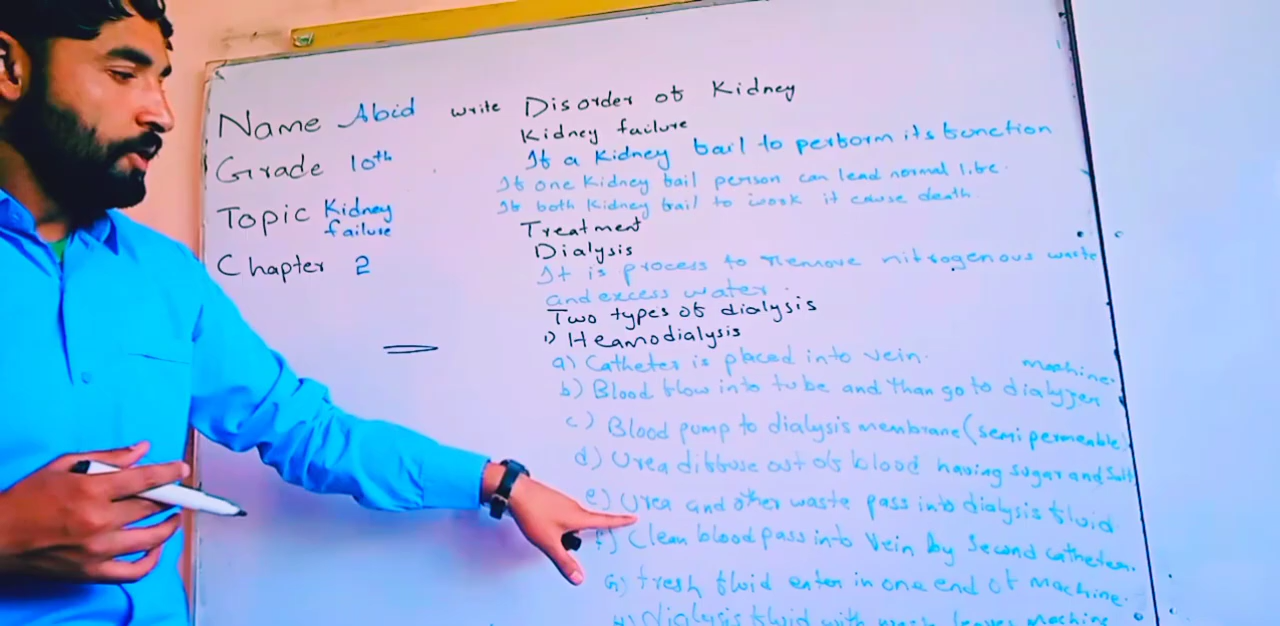 Name Abid write Disorder of Kidney
Kidney failure
Grade 10th
If a Kidney fail to perform its function
If one Kidney fail person can lead normal life.
Topic Kidney failure
If both Kidney fail to work it cause death.
Treatment
Chapter 2
Dialysis
It is process to remove nitrogenous waste
and excess water.
Two types of dialysis
1) Heamodialysis
a) Catheter is placed into vein.
b) Blood flow into tube and than go to dialyzer machine.
c) Blood pump to dialysis membrane (semi permeable)
d) Urea diffuse out of blood having sugar and salt
e) Urea and other waste pass into dialysis fluid
f) Clean blood pass into vein by second catheter.
G) fresh fluid enter in one end of machine.
Dialysis fluid with leaves machine